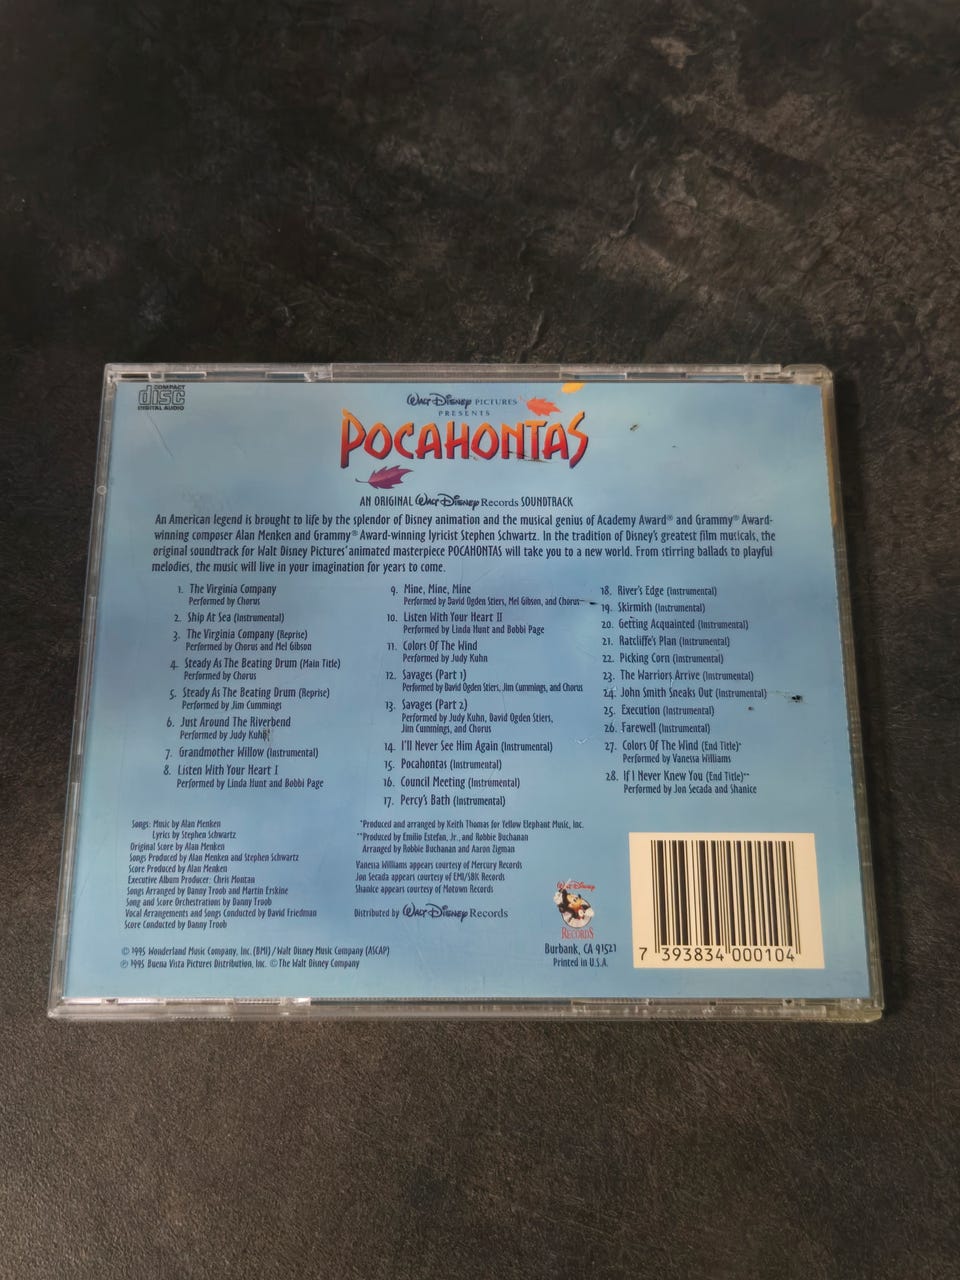 COMPACT
disc
DIGITAL AUDIO
Walt Disney PICTURES
PRESENTS
POCAHONTAS
AN ORIGINAL Walt Disney Records SOUNDTRACK
An American legend is brought to life by the splendor of Disney animation and the musical genius of Academy Award® and Grammy® Award-
winning composer Alan Menken and Grammy® Award-winning lyricist Stephen Schwartz. In the tradition of Disney's greatest film musicals, the
original soundtrack for Walt Disney Pictures' animated masterpiece POCAHONTAS will take you to a new world. From stirring ballads to playful
melodies, the music will live in your imagination for years to come.
1. The Virginia Company
Performed by Chorus
2. Ship At Sea (Instrumental)
3. The Virginia Company (Reprise)
Performed by Chorus and Mel Gibson
4. Steady As The Beating Drum (Main Title)
Performed by Chorus
5. Steady As The Beating Drum (Reprise)
Performed by Jim Cummings
6. Just Around The Riverbend
Performed by Judy Kuhn
7. Grandmother Willow (Instrumental)
8. Listen With Your Heart I
Performed by Linda Hunt and Bobbi Page
9. Mine, Mine, Mine
Performed by David Ogden Stiers, Mel Gibson, and Chorus
10. Listen With Your Heart II
Performed by Linda Hunt and Bobbi Page
11. Colors Of The Wind
Performed by Judy Kuhn
12. Savages (Part 1)
Performed by David Ogden Stiers, Jim Cummings, and Chorus
13. Savages (Part 2)
Performed by Judy Kuhn, David Ogden Stiers,
Jim Cummings, and Chorus
14. I'll Never See Him Again (Instrumental)
15. Pocahontas (Instrumental)
16. Council Meeting (Instrumental)
17. Percy's Bath (Instrumental)
18. River's Edge (Instrumental)
19. Skirmish (Instrumental)
20. Getting Acquainted (Instrumental)
21. Ratcliffe's Plan (Instrumental)
22. Picking Corn (Instrumental)
23. The Warriors Arrive (Instrumental)
24. John Smith Sneaks Out (Instrumental)
25. Execution (Instrumental)
26. Farewell (Instrumental)
27. Colors Of The Wind (End Title)*
Performed by Vanessa Williams
28. If I Never Knew You (End Title)**
Performed by Jon Secada and Shanice
Songs: Music by Alan Menken
Lyrics by Stephen Schwartz
Original Score by Alan Menken
Songs Produced by Alan Menken and Stephen Schwartz
Score Produced by Alan Menken
Executive Album Producer: Chris Montan
Songs Arranged by Danny Troob and Martin Erskine
Song and Score Orchestrations by Danny Troob
Vocal Arrangements and Songs Conducted by David Friedman
Score Conducted by Danny Troob
*Produced and arranged by Keith Thomas for Yellow Elephant Music, Inc.
**Produced by Emilio Estefan, Jr., and Robbie Buchanan
Arranged by Robbie Buchanan and Aaron Zigman
Vanessa Williams appears courtesy of Mercury Records
Jon Secada appears courtesy of EMI/SBK Records
Shanice appears courtesy of Motown Records
Distributed by Walt Disney Records
© 1995 Wonderland Music Company, Inc. (BMI) / Walt Disney Music Company (ASCAP)
℗ 1995 Buena Vista Pictures Distribution, Inc. © The Walt Disney Company
Walt Disney
RECORDS
Burbank, CA 91521
Printed in U.S.A.
7 393834 000104